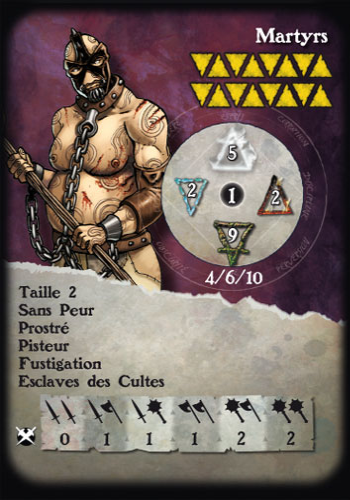 Martyrs
5
2 1 2
9
4/6/10
Taille 2
Sans Peur
Prostré
Pisteur
Fustigation
Esclaves des Cultes
0 1 1 1 2 2